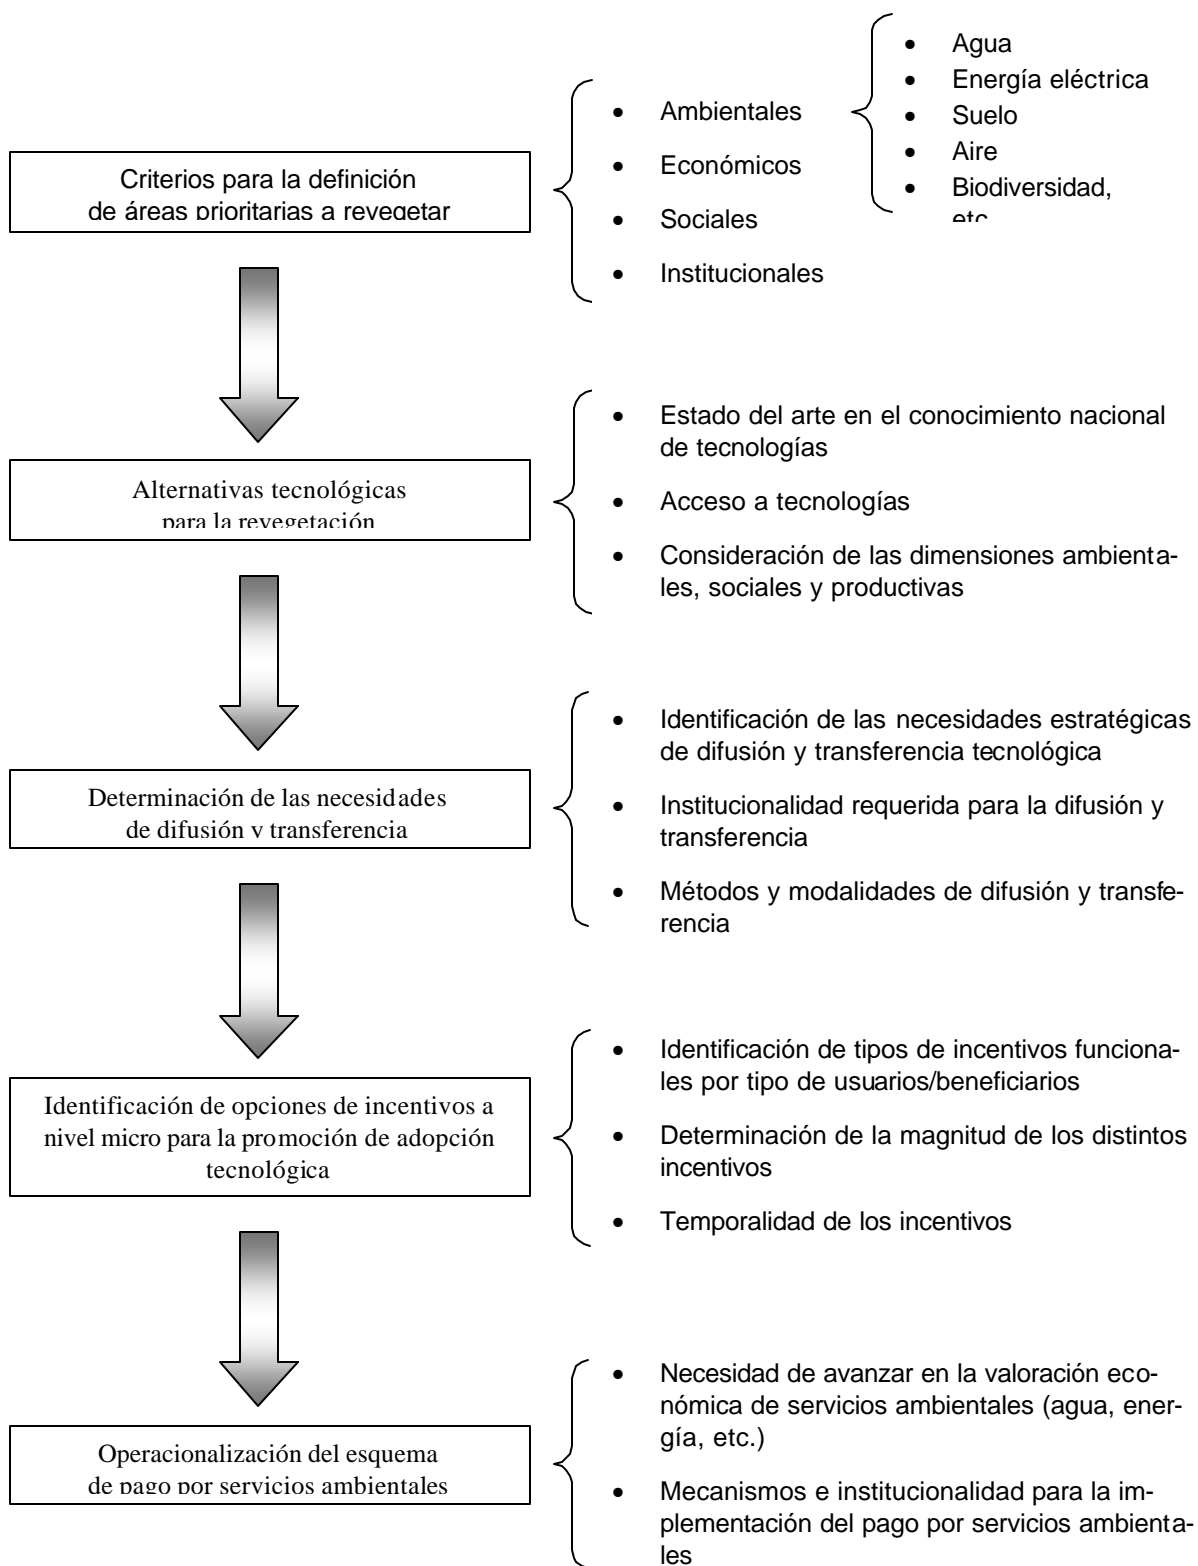 Criterios para la definición
de áreas prioritarias a revegetar
• Ambientales
• Económicos
• Sociales
• Institucionales
• Agua
• Energía eléctrica
• Suelo
• Aire
• Biodiversidad,
etc
Alternativas tecnológicas
para la revegetación
• Estado del arte en el conocimiento nacional
de tecnologías
• Acceso a tecnologías
• Consideración de las dimensiones ambienta-
les, sociales y productivas
Determinación de las necesidades
de difusión y transferencia
• Identificación de las necesidades estratégicas
de difusión y transferencia tecnológica
• Institucionalidad requerida para la difusión y
transferencia
• Métodos y modalidades de difusión y transfe-
rencia
Identificación de opciones de incentivos a
nivel micro para la promoción de adopción
tecnológica
• Identificación de tipos de incentivos funciona-
les por tipo de usuarios/beneficiarios
• Determinación de la magnitud de los distintos
incentivos
• Temporalidad de los incentivos
Operacionalización del esquema
de pago por servicios ambientales
• Necesidad de avanzar en la valoración eco-
nómica de servicios ambientales (agua, ener-
gía, etc.)
• Mecanismos e institucionalidad para la im-
plementación del pago por servicios ambienta-
les